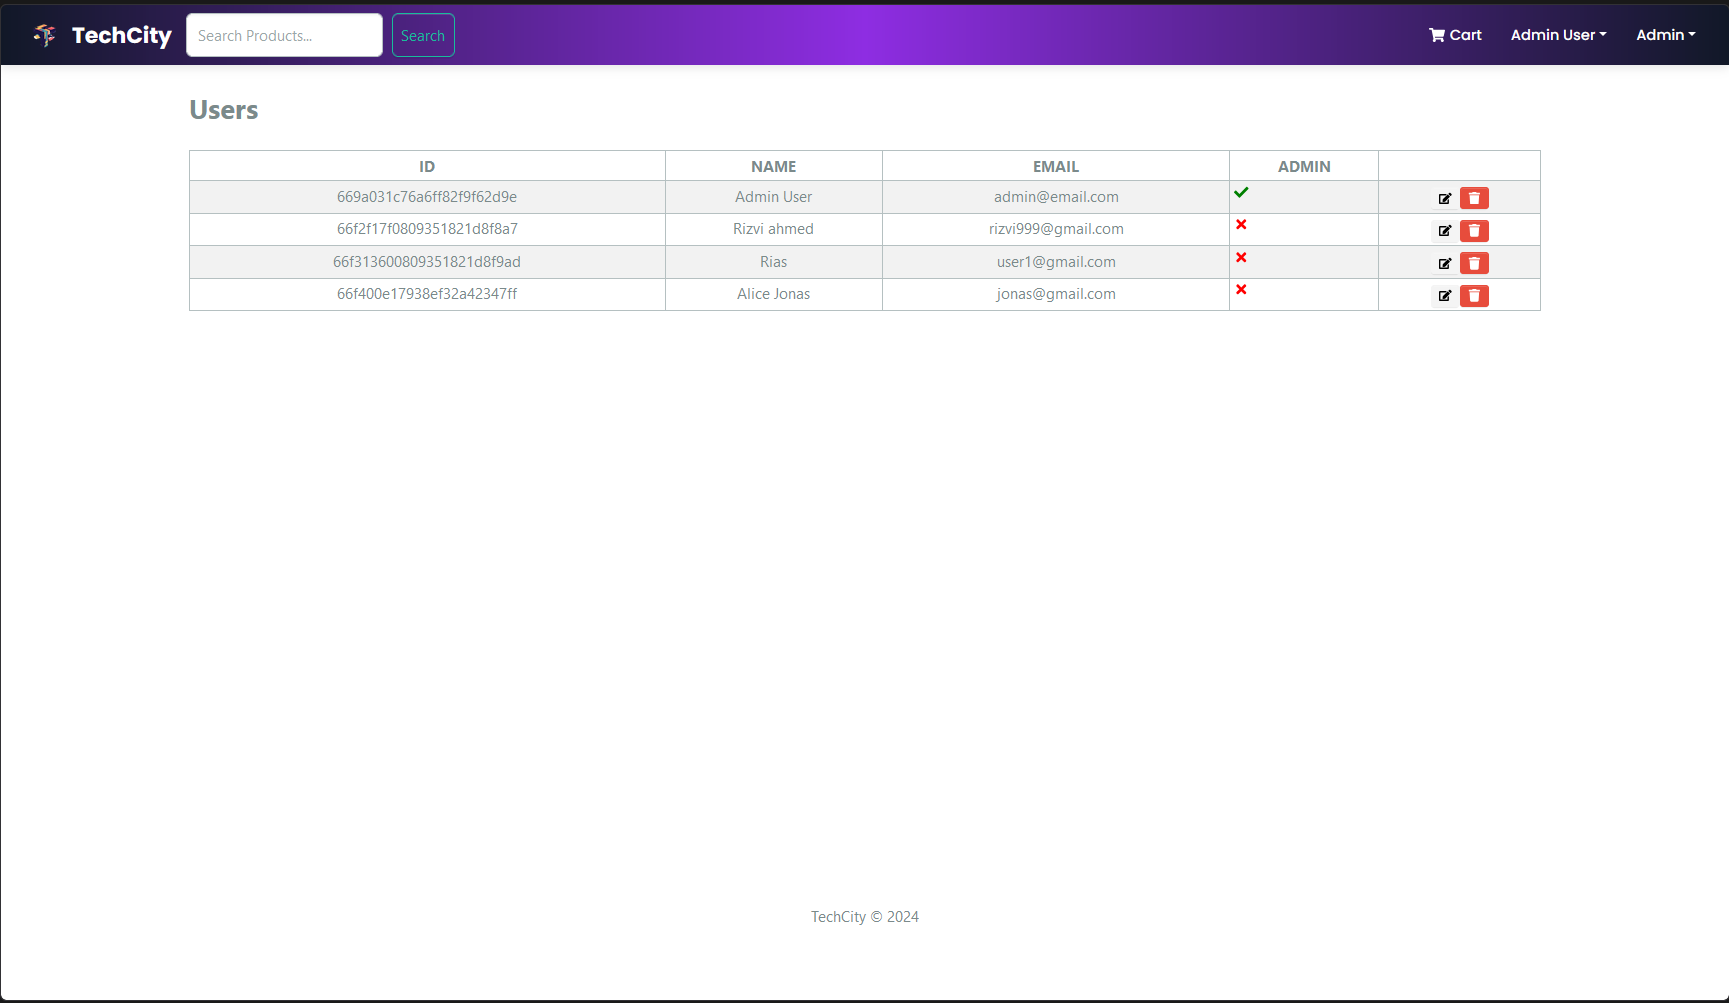 TechCity Search Products... Search Cart Admin User Admin
Users
ID NAME EMAIL ADMIN
669a031c76a6ff82f9f62d9e Admin User admin@email.com
66f2f17f0809351821d8f8a7 Rizvi ahmed rizvi999@gmail.com
66f313600809351821d8f9ad Rias user1@gmail.com
66f400e17938ef32a42347ff Alice Jonas jonas@gmail.com
TechCity © 2024